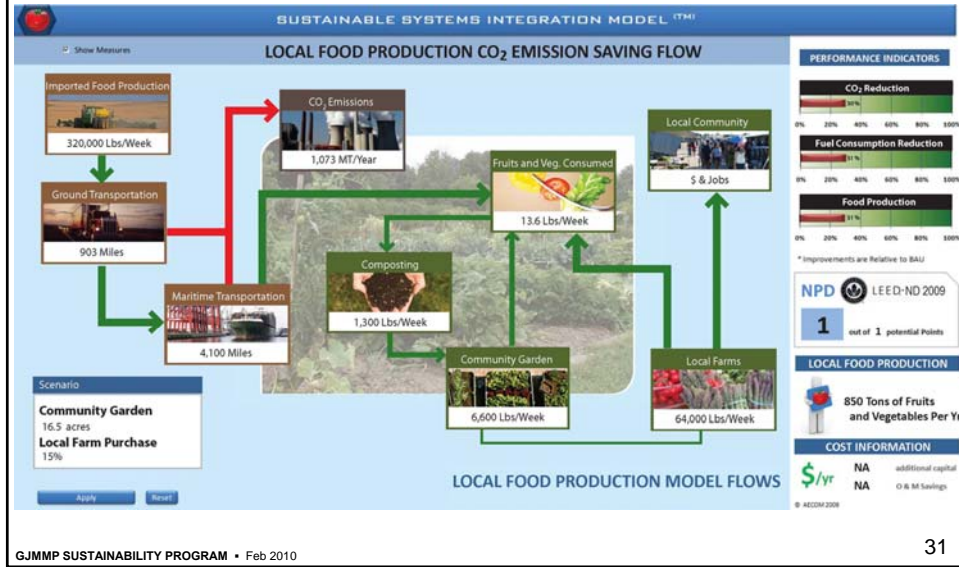 SUSTAINABLE SYSTEMS INTEGRATION MODEL (TM)
Show Measures
LOCAL FOOD PRODUCTION CO2 EMISSION SAVING FLOW
Imported Food Production
320,000 Lbs/Week
Ground Transportation
903 Miles
Maritime Transportation
4,100 Miles
CO2 Emissions
1,073 MT/Year
Fruits and Veg. Consumed
13.6 Lbs/Week
Local Community
$ & Jobs
Composting
1,300 Lbs/Week
Community Garden
6,600 Lbs/Week
Local Farms
64,000 Lbs/Week
Scenario
Community Garden
16.5 acres
Local Farm Purchase
15%
Apply Reset
LOCAL FOOD PRODUCTION MODEL FLOWS
PERFORMANCE INDICATORS
CO2 Reduction
30%
0% 20% 40% 60% 80% 100%
Fuel Consumption Reduction
31%
0% 20% 40% 60% 80% 100%
Food Production
31%
0% 20% 40% 60% 80% 100%
* Improvements are Relative to BAU
NPD LEED-ND 2009
1 out of 1 potential Points
LOCAL FOOD PRODUCTION
850 Tons of Fruits
and Vegetables Per Yr
COST INFORMATION
$/yr
NA additional capital
NA O & M Savings
© AECOM 2009
GJMMP SUSTAINABILITY PROGRAM • Feb 2010
31